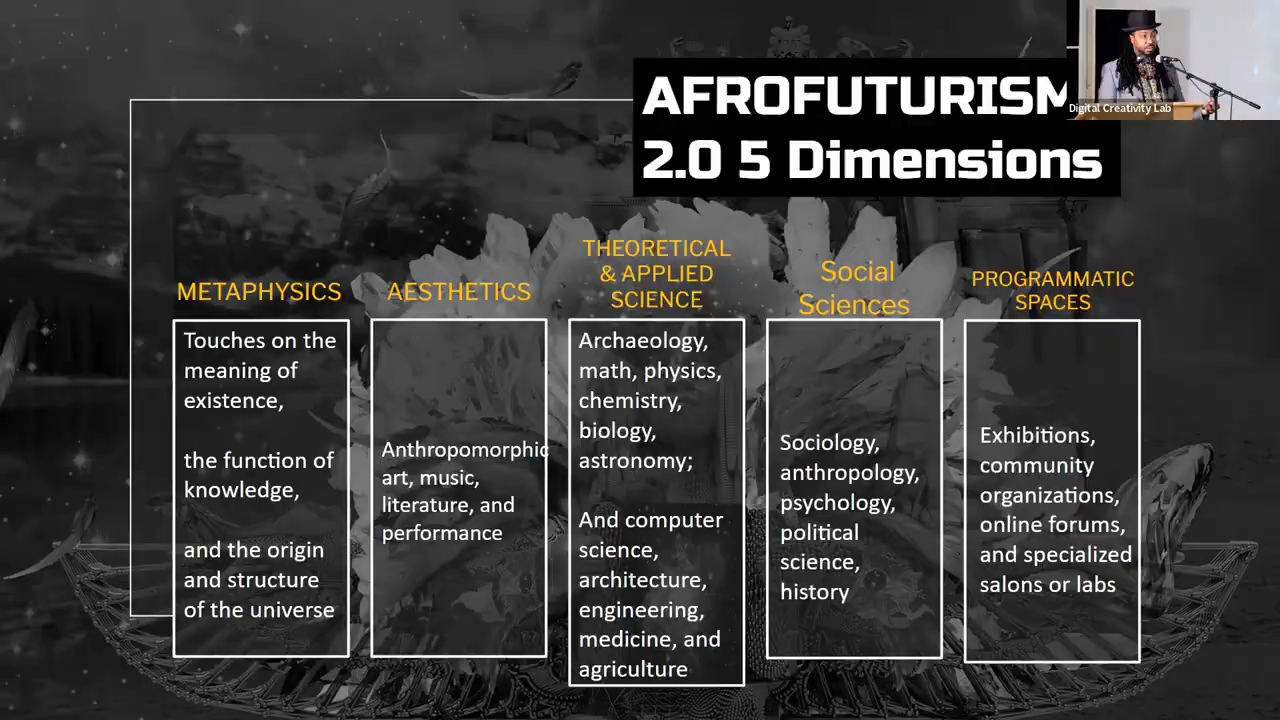 AFROFUTURISM
2.0 5 Dimensions
Digital Creativity Lab
METAPHYSICS
Touches on the
meaning of
existence,
the function of
knowledge,
and the origin
and structure
of the universe
AESTHETICS
Anthropomorphic
art, music,
literature, and
performance
THEORETICAL
& APPLIED
SCIENCE
Archaeology,
math, physics,
chemistry,
biology,
astronomy;
And computer
science,
architecture,
engineering,
medicine, and
agriculture
Social
Sciences
Sociology,
anthropology,
psychology,
political
science,
history
PROGRAMMATIC
SPACES
Exhibitions,
community
organizations,
online forums,
and specialized
salons or labs